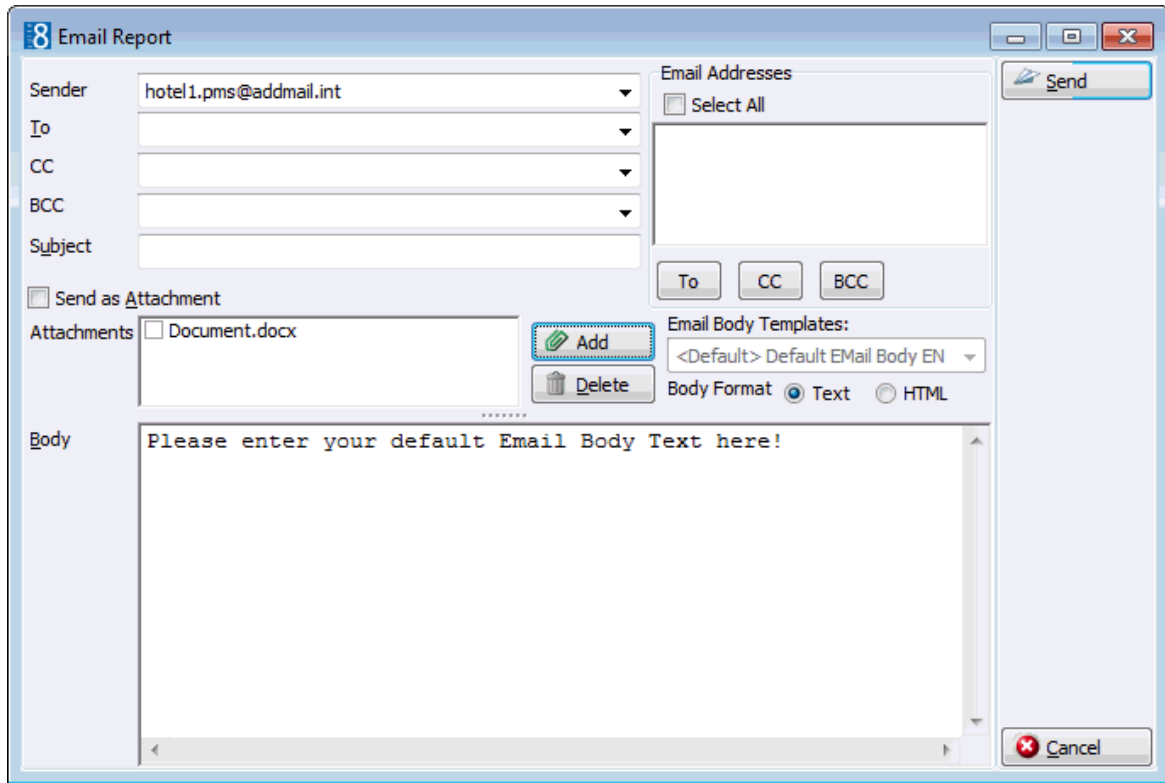 8 Email Report
Sender hotel1.pms@addmail.int
To
CC
BCC
Subject
Email Addresses
Select All
To CC BCC
Send
Send as Attachment
Attachments Document.docx
Add
Delete
Email Body Templates:
<Default> Default EMail Body EN
Body Format Text HTML
Body Please enter your default Email Body Text here!
Cancel